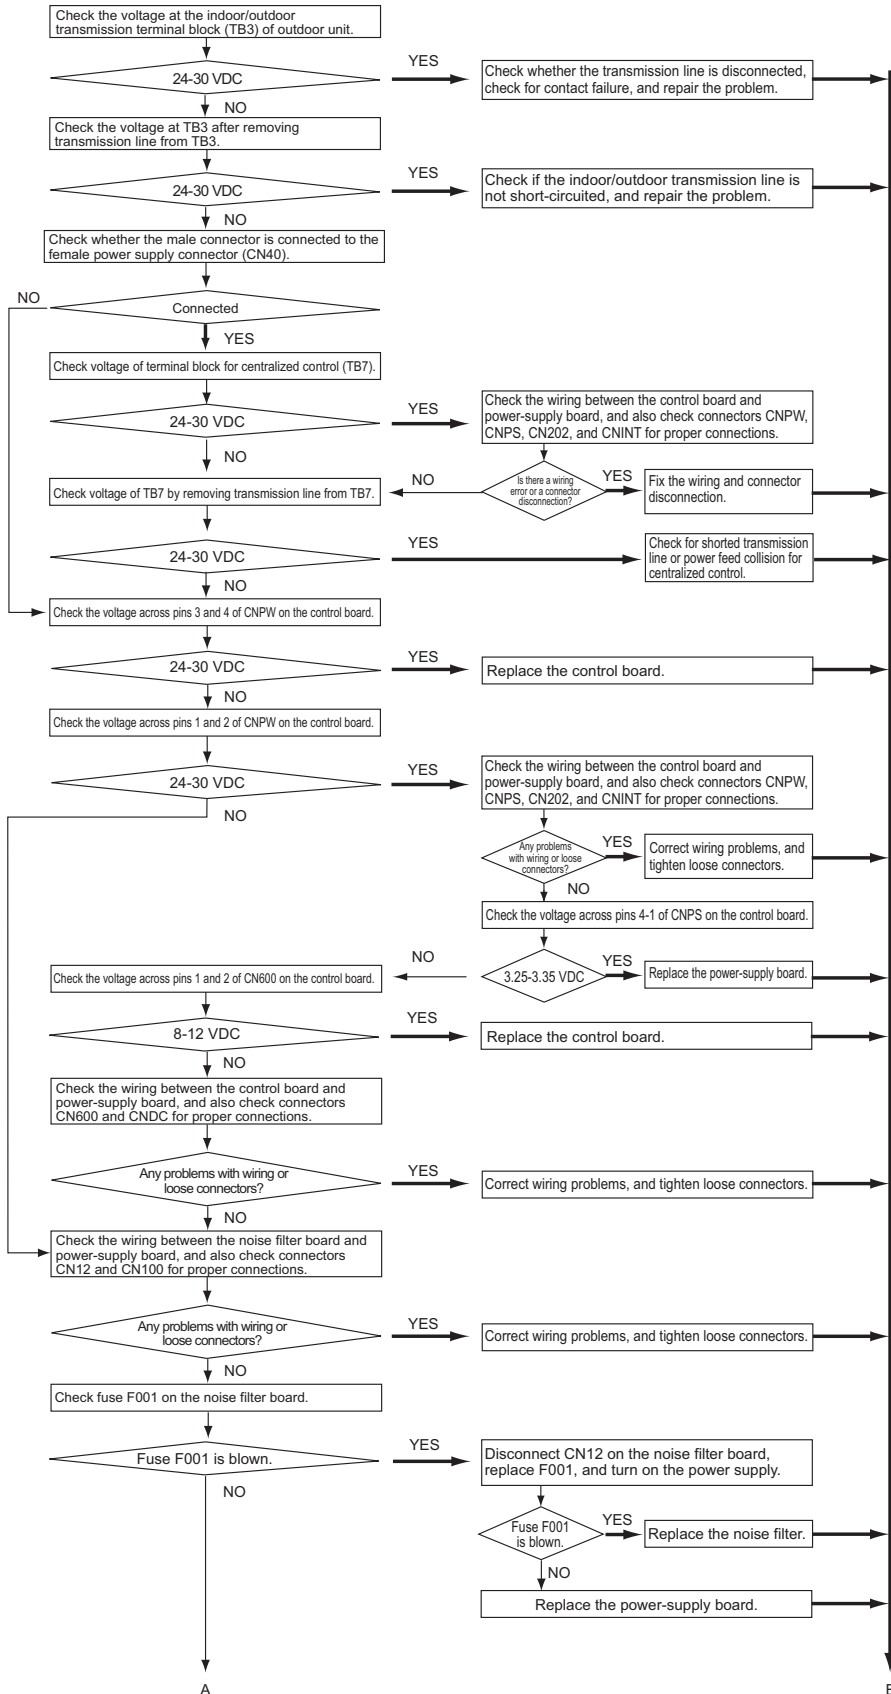 Check the voltage at the indoor/outdoor
transmission terminal block (TB3) of outdoor unit.
24-30 VDC
YES
Check whether the transmission line is disconnected,
check for contact failure, and repair the problem.
NO
Check the voltage at TB3 after removing
transmission line from TB3.
24-30 VDC
YES
Check if the indoor/outdoor transmission line is
not short-circuited, and repair the problem.
NO
Check whether the male connector is connected to the
female power supply connector (CN40).
NO
Connected
YES
Check voltage of terminal block for centralized control (TB7).
24-30 VDC
YES
Check the wiring between the control board and
power-supply board, and also check connectors CNPW,
CNPS, CN202, and CNINT for proper connections.
NO
Is there a wiring
error or a connector
disconnection?
YES
Fix the wiring and connector
disconnection.
NO
Check voltage of TB7 by removing transmission line from TB7.
24-30 VDC
YES
Check for shorted transmission
line or power feed collision for
centralized control.
NO
Check the voltage across pins 3 and 4 of CNPW on the control board.
24-30 VDC
YES
Replace the control board.
NO
Check the voltage across pins 1 and 2 of CNPW on the control board.
24-30 VDC
YES
Check the wiring between the control board and
power-supply board, and also check connectors CNPW,
CNPS, CN202, and CNINT for proper connections.
NO
Any problems
with wiring or loose
connectors?
YES
Correct wiring problems, and
tighten loose connectors.
NO
Check the voltage across pins 4-1 of CNPS on the control board.
3.25-3.35 VDC
YES
Replace the power-supply board.
NO
Check the voltage across pins 1 and 2 of CN600 on the control board.
8-12 VDC
YES
Replace the control board.
NO
Check the wiring between the control board and
power-supply board, and also check connectors
CN600 and CNDC for proper connections.
Any problems with wiring or
loose connectors?
YES
Correct wiring problems, and tighten loose connectors.
NO
Check the wiring between the noise filter board and
power-supply board, and also check connectors
CN12 and CN100 for proper connections.
Any problems with wiring or
loose connectors?
YES
Correct wiring problems, and tighten loose connectors.
NO
Check fuse F001 on the noise filter board.
Fuse F001 is blown.
YES
Disconnect CN12 on the noise filter board,
replace F001, and turn on the power supply.
NO
Fuse F001
is blown.
YES
Replace the noise filter.
NO
Replace the power-supply board.
A